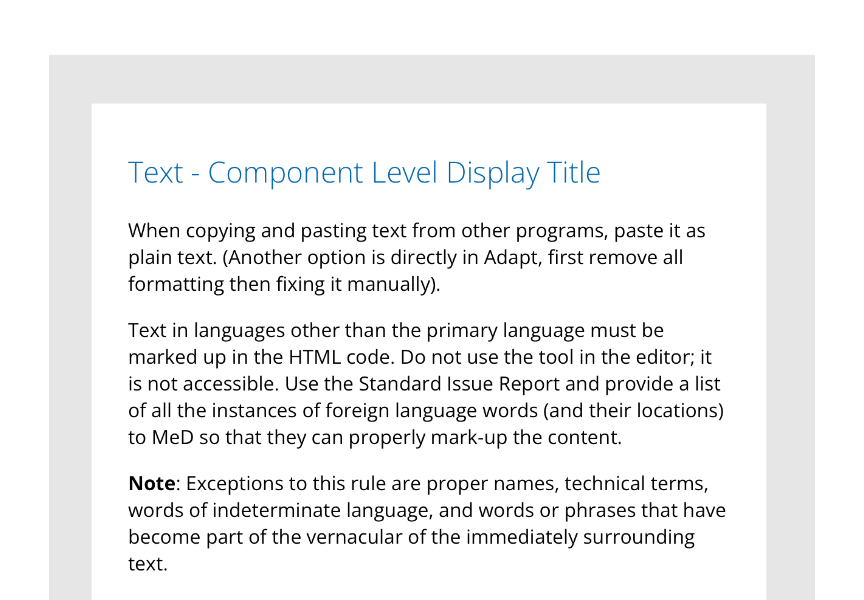 Text - Component Level Display Title
When copying and pasting text from other programs, paste it as
plain text. (Another option is directly in Adapt, first remove all
formatting then fixing it manually).
Text in languages other than the primary language must be
marked up in the HTML code. Do not use the tool in the editor; it
is not accessible. Use the Standard Issue Report and provide a list
of all the instances of foreign language words (and their locations)
to MeD so that they can properly mark-up the content.
Note: Exceptions to this rule are proper names, technical terms,
words of indeterminate language, and words or phrases that have
become part of the vernacular of the immediately surrounding
text.